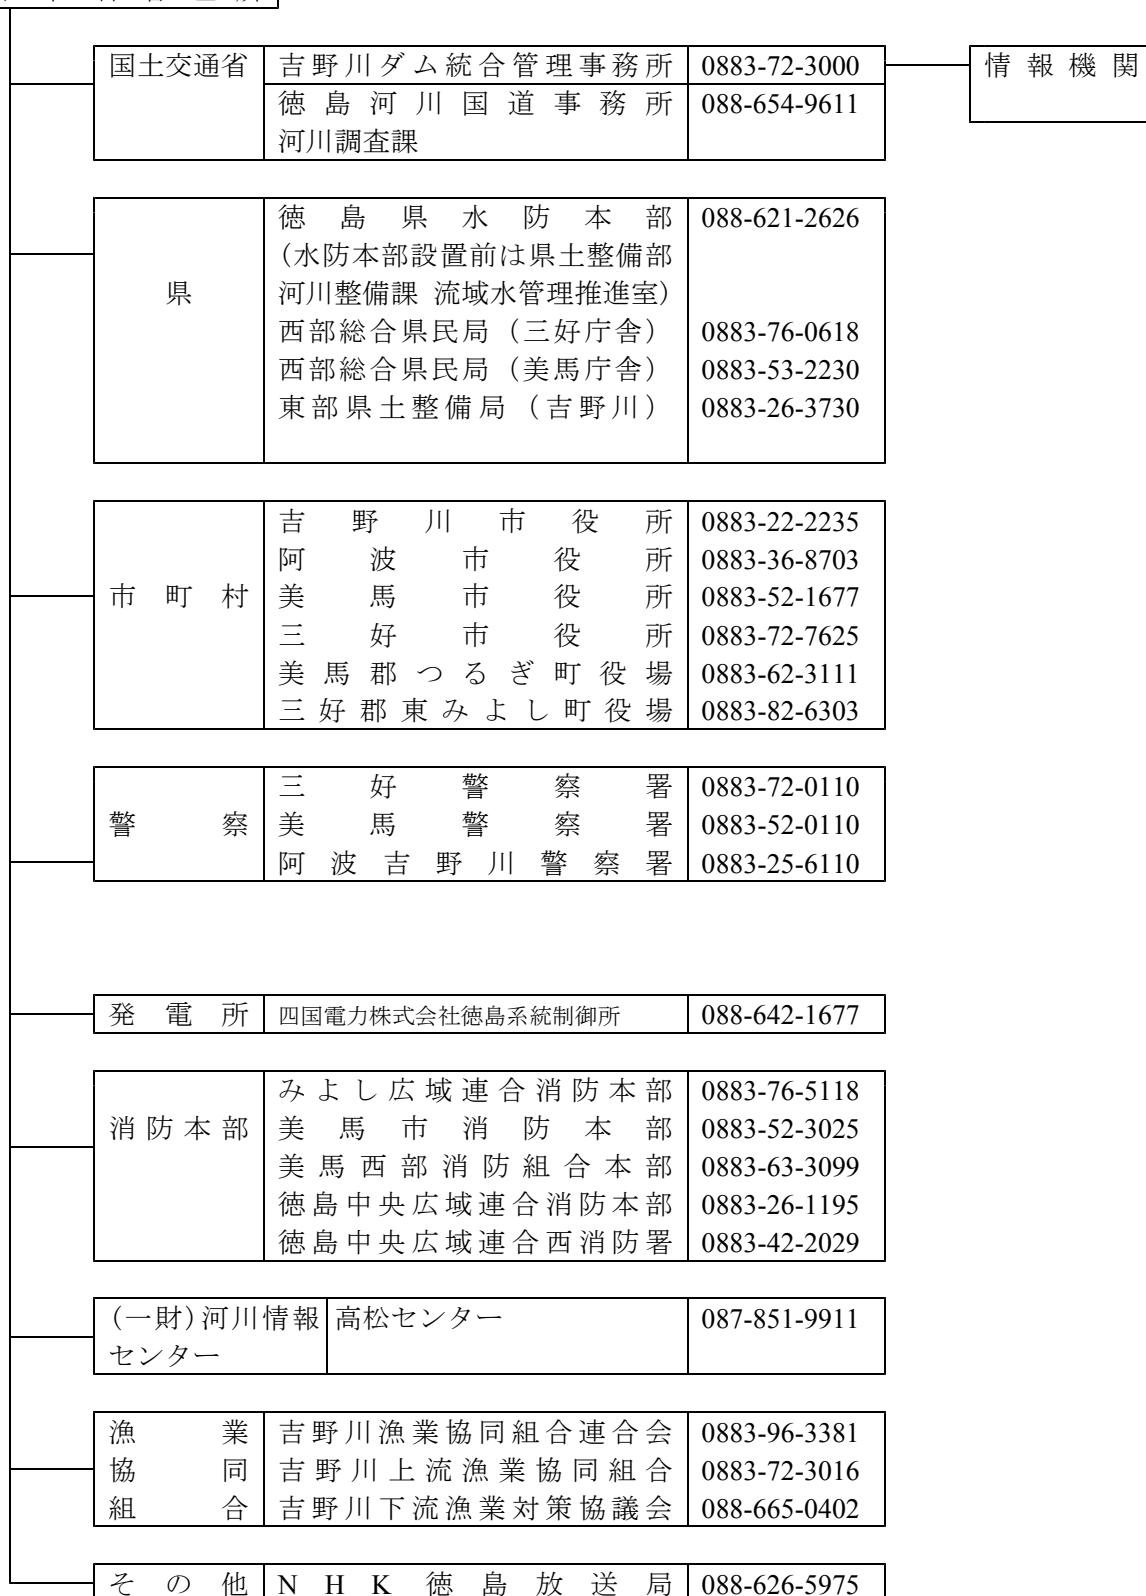 国土交通省 吉野川ダム統合管理事務所 0883-72-3000 情報機関
徳島河川国道事務所 088-654-9611
河川調査課
徳島県水防本部 088-621-2626
(水防本部設置前は県土整備部
県 河川整備課 流域水管理推進室)
西部総合県民局(三好庁舎) 0883-76-0618
西部総合県民局(美馬庁舎) 0883-53-2230
東部県土整備局(吉野川) 0883-26-3730
吉野川市役所 0883-22-2235
阿波市役所 0883-36-8703
市町村 美馬市役所 0883-52-1677
三好市役所 0883-72-7625
美馬郡つるぎ町役場 0883-62-3111
三好郡東みよし町役場 0883-82-6303
三好警察署 0883-72-0110
警察 美馬警察署 0883-52-0110
阿波吉野川警察署 0883-25-6110
発電所 四国電力株式会社徳島系統制御所 088-642-1677
みよし広域連合消防本部 0883-76-5118
消防本部 美馬市消防本部 0883-52-3025
美馬西部消防組合本部 0883-63-3099
徳島中央広域連合消防本部 0883-26-1195
徳島中央広域連合西消防署 0883-42-2029
(一財)河川情報 高松センター 087-851-9911
センター
漁業 吉野川漁業協同組合連合会 0883-96-3381
協同 吉野川上流漁業協同組合 0883-72-3016
組合 吉野川下流漁業対策協議会 088-665-0402
その他 NHK徳島放送局 088-626-5975